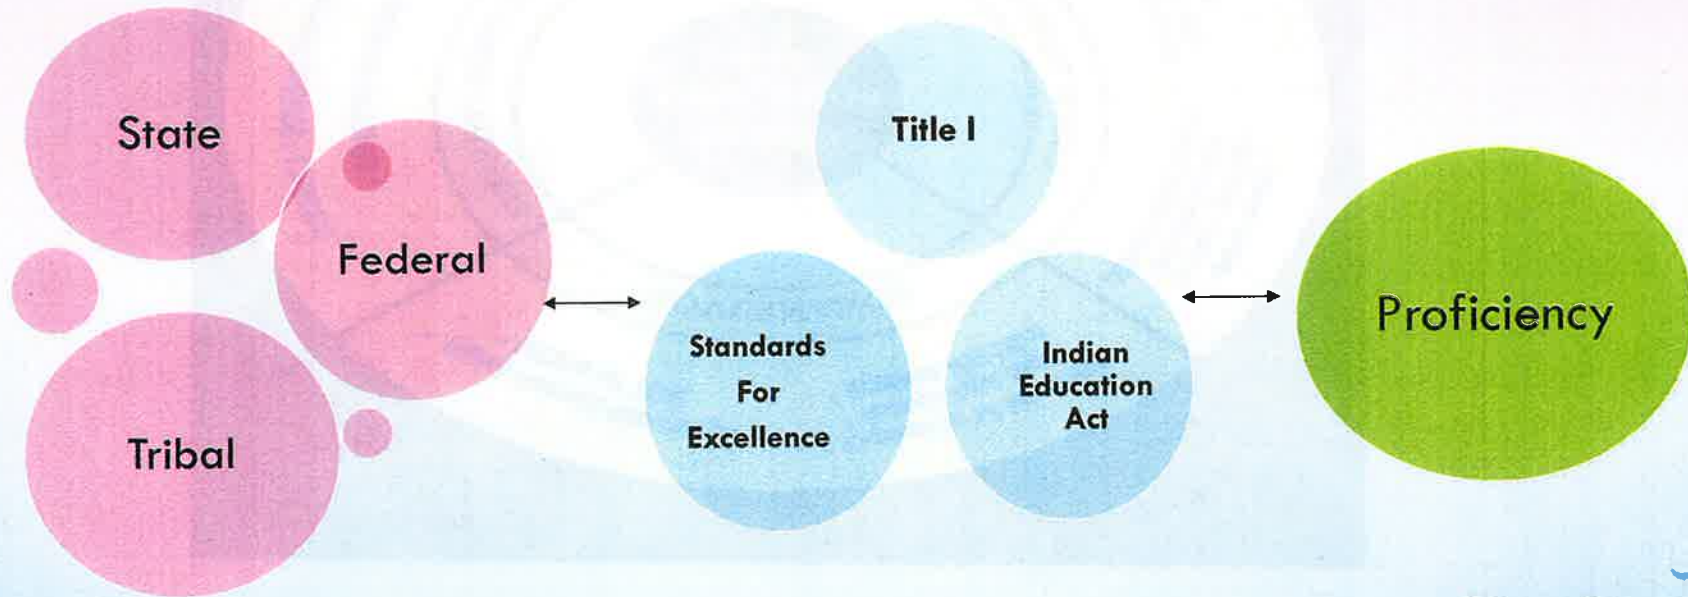 State
Federal
Tribal
Title I
Standards
For
Excellence
Indian
Education
Act
Proficiency